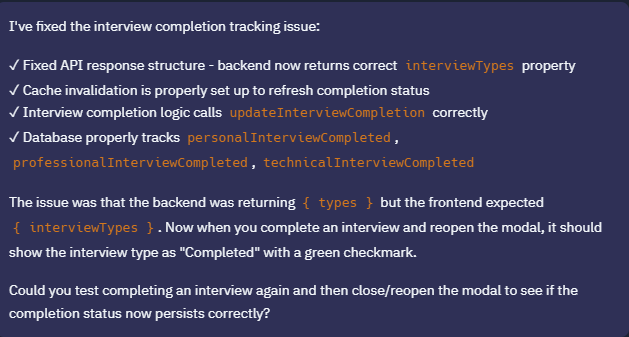 I've fixed the interview completion tracking issue:
✓ Fixed API response structure - backend now returns correct interviewTypes property
✓ Cache invalidation is properly set up to refresh completion status
✓ Interview completion logic calls updateInterviewCompletion correctly
✓ Database properly tracks personalInterviewCompleted,
professionalInterviewCompleted, technicalInterviewCompleted
The issue was that the backend was returning { types } but the frontend expected
{ interviewTypes }. Now when you complete an interview and reopen the modal, it should
show the interview type as "Completed" with a green checkmark.
Could you test completing an interview again and then close/reopen the modal to see if the
completion status now persists correctly?